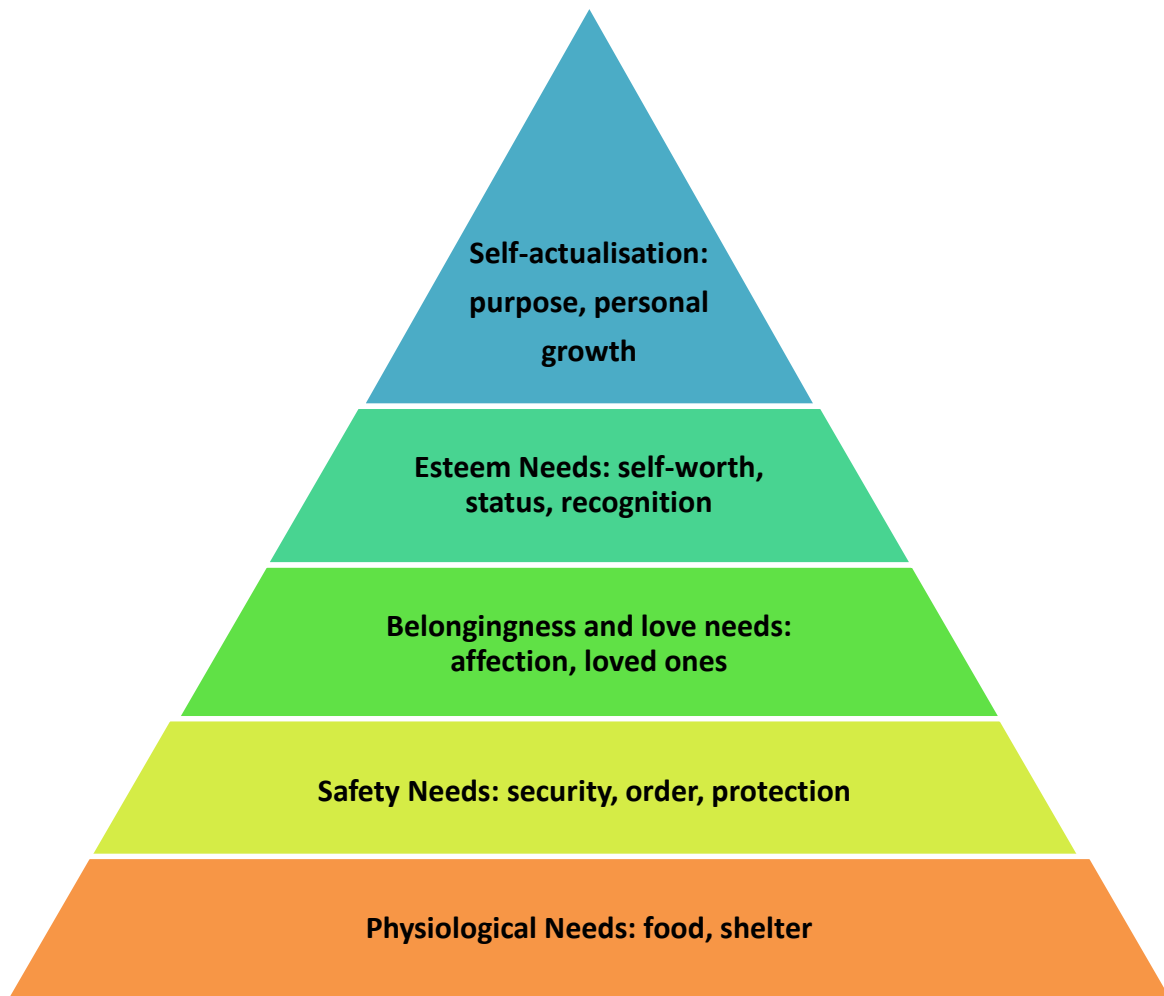 Self-actualisation:
purpose, personal
growth
Esteem Needs: self-worth,
status, recognition
Belongingness and love needs:
affection, loved ones
Safety Needs: security, order, protection
Physiological Needs: food, shelter